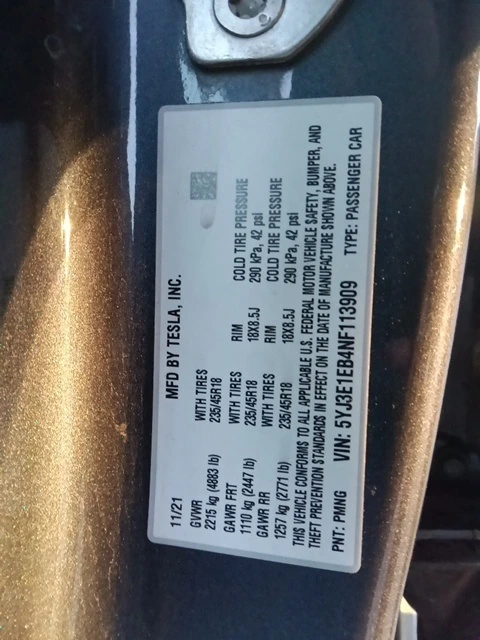 MFD BY TESLA, INC.
11/21
GVWR WITH TIRES RIM COLD TIRE PRESSURE
2215 kg (4883 lb) 235/45R18 18X8.5J 290 kPa, 42 psi
GAWR FRT WITH TIRES RIM COLD TIRE PRESSURE
1110 kg (2447 lb) 235/45R18 18X8.5J 290 kPa, 42 psi
GAWR RR
1257 kg (2771 lb) 235/45R18
THIS VEHICLE CONFORMS TO ALL APPLICABLE U.S. FEDERAL MOTOR VEHICLE SAFETY, BUMPER, AND
THEFT PREVENTION STANDARDS IN EFFECT ON THE DATE OF MANUFACTURE SHOWN ABOVE.
PNT: PMNG VIN: 5YJ3E1EB4NF113909 TYPE: PASSENGER CAR